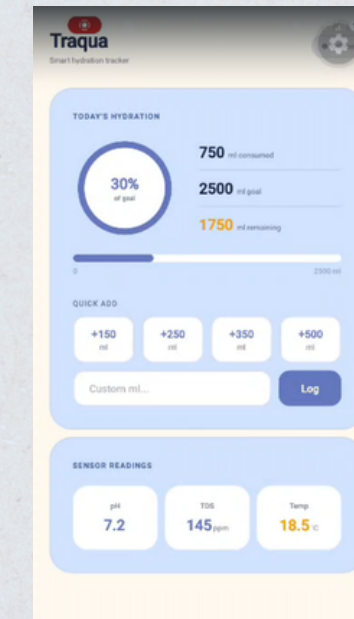 Traqua
Smart hydration tracker
TODAY'S HYDRATION
30%
of goal
750 ml consumed
2500 ml goal
1750 ml remaining
0 2500 ml
QUICK ADD
+150 +250 +350 +500
ml ml ml ml
Custom ml... Log
SENSOR READINGS
pH TDS Temp
7.2 145 ppm 18.5 °C